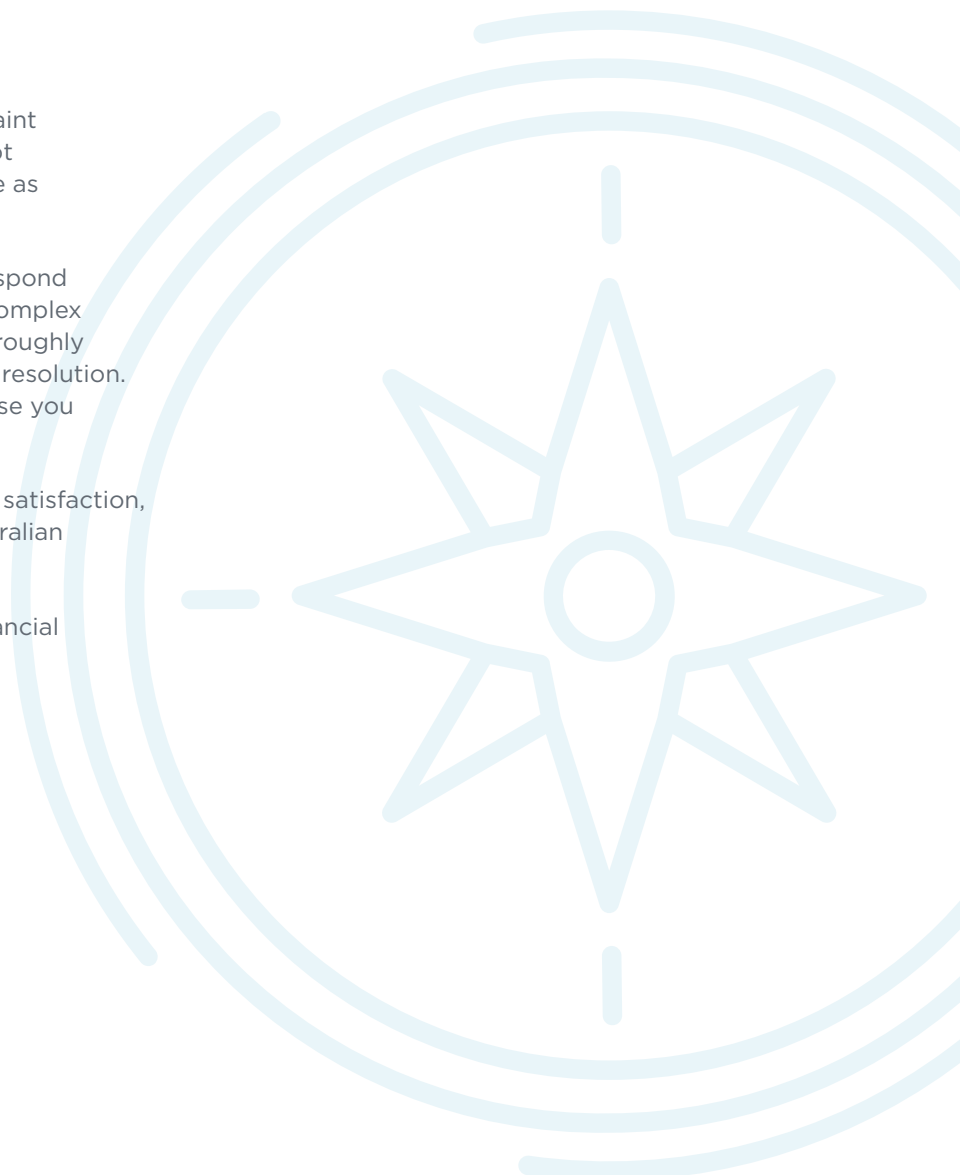 aint
ot
e as
spond
omplex
roughly
resolution.
se you
satisfaction,
ralian
ancial